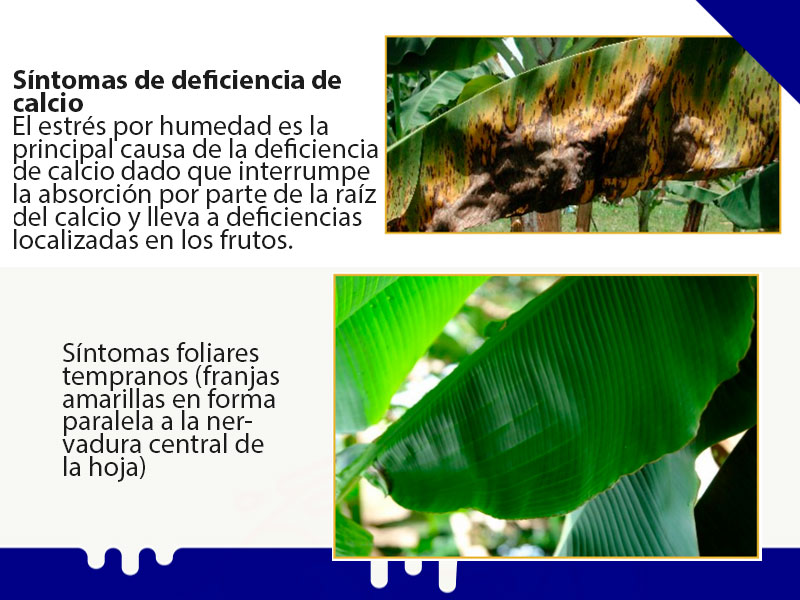 Síntomas de deficiencia de
calcio
El estrés por humedad es la
principal causa de la deficiencia
de calcio dado que interrumpe
la absorción por parte de la raíz
del calcio y lleva a deficiencias
localizadas en los frutos.
Síntomas foliares
tempranos (franjas
amarillas en forma
paralela a la ner-
vadura central de
la hoja)